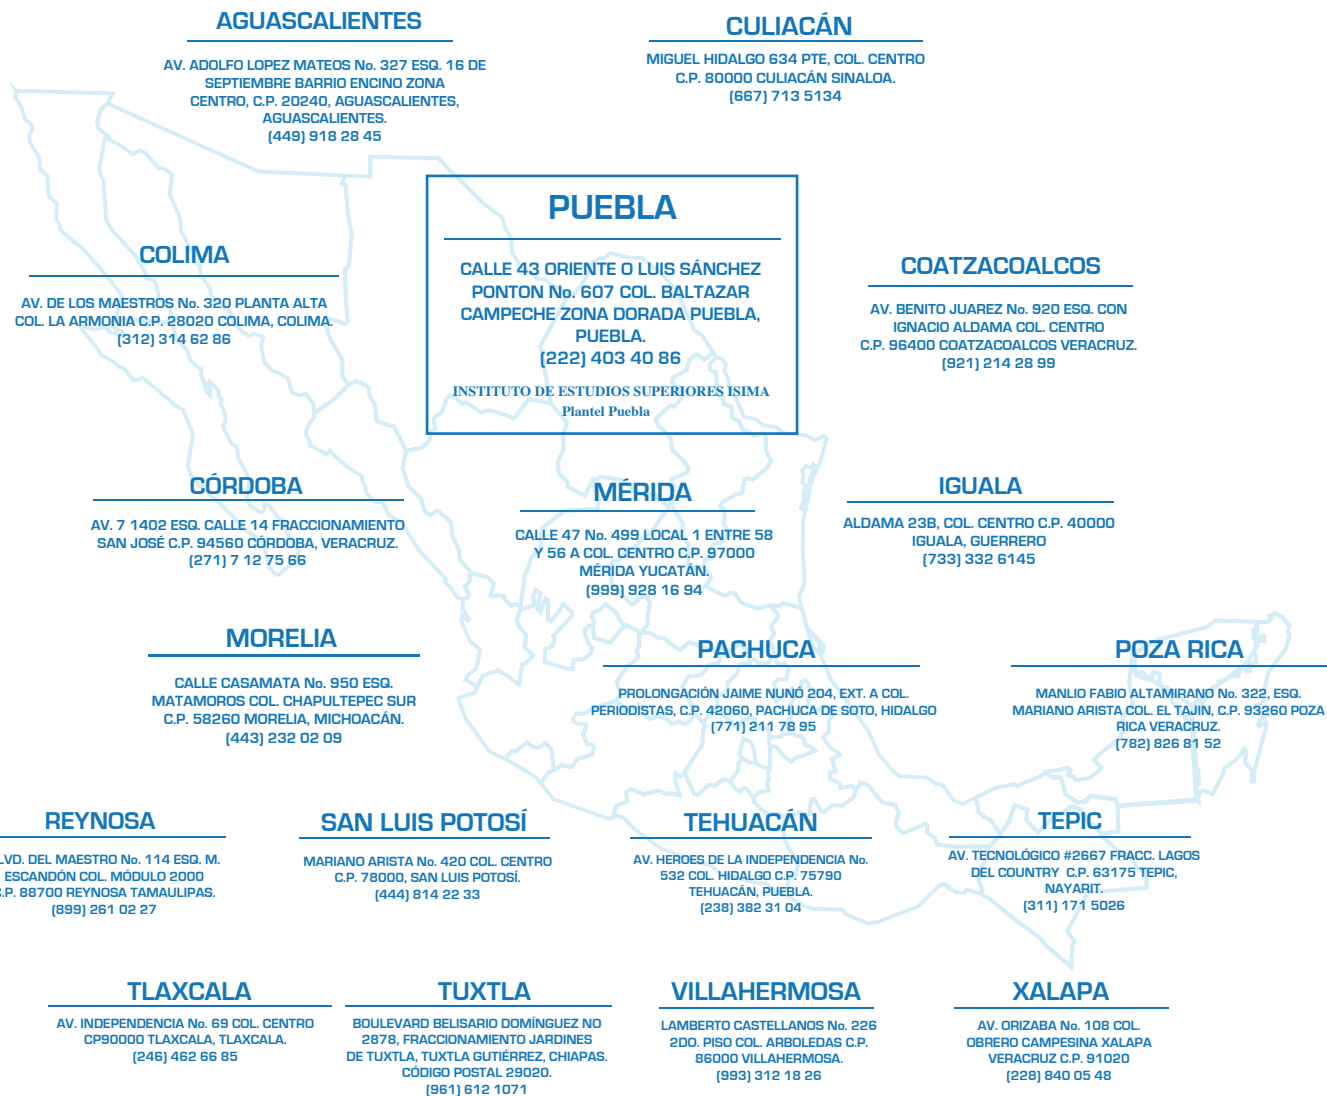 AGUASCALIENTES
AV. ADOLFO LOPEZ MATEOS No. 327 ESQ. 16 DE
SEPTIEMBRE BARRIO ENCINO ZONA
CENTRO, C.P. 20240, AGUASCALIENTES,
AGUASCALIENTES.
(449) 918 28 45
CULIACÁN
MIGUEL HIDALGO 634 PTE, COL. CENTRO
C.P. 80000 CULIACÁN SINALOA.
(667) 713 5134
COLIMA
AV. DE LOS MAESTROS No. 320 PLANTA ALTA
COL. LA ARMONIA C.P. 28020 COLIMA, COLIMA.
(312) 314 62 86
PUEBLA
CALLE 43 ORIENTE O LUIS SÁNCHEZ
PONTON No. 607 COL. BALTAZAR
CAMPECHE ZONA DORADA PUEBLA,
PUEBLA.
(222) 403 40 86
INSTITUTO DE ESTUDIOS SUPERIORES ISIMA
Plantel Puebla
COATZACOALCOS
AV. BENITO JUAREZ No. 920 ESQ. CON
IGNACIO ALDAMA COL. CENTRO
C.P. 96400 COATZACOALCOS VERACRUZ.
(921) 214 28 99
CÓRDOBA
AV. 7 1402 ESQ. CALLE 14 FRACCIONAMIENTO
SAN JOSÉ C.P. 94560 CÓRDOBA, VERACRUZ.
(271) 7 12 75 66
MÉRIDA
CALLE 47 No. 499 LOCAL 1 ENTRE 58
Y 56 A COL. CENTRO C.P. 97000
MÉRIDA YUCATÁN.
(999) 928 16 94
IGUALA
ALDAMA 23B, COL. CENTRO C.P. 40000
IGUALA, GUERRERO
(733) 332 6145
MORELIA
CALLE CASAMATA No. 950 ESQ.
MATAMOROS COL. CHAPULTEPEC SUR
C.P. 58260 MORELIA, MICHOACÁN.
(443) 232 02 09
PACHUCA
PROLONGACIÓN JAIME NUNÓ 204, EXT. A COL.
PERIODISTAS, C.P. 42060, PACHUCA DE SOTO, HIDALGO
(771) 211 78 95
POZA RICA
MANLIO FABIO ALTAMIRANO No. 322, ESQ.
MARIANO ARISTA COL. EL TAJIN, C.P. 93260 POZA
RICA VERACRUZ.
(782) 826 81 52
REYNOSA
LVD. DEL MAESTRO No. 114 ESQ. M.
ESCANDÓN COL. MÓDULO 2000
C.P. 88700 REYNOSA TAMAULIPAS.
(899) 261 02 27
SAN LUIS POTOSÍ
MARIANO ARISTA No. 420 COL. CENTRO
C.P. 78000, SAN LUIS POTOSÍ.
(444) 814 22 33
TEHUACÁN
AV. HEROES DE LA INDEPENDENCIA No.
532 COL. HIDALGO C.P. 75790
TEHUACÁN, PUEBLA.
(238) 382 31 04
TEPIC
AV. TECNOLÓGICO #2667 FRACC. LAGOS
DEL COUNTRY C.P. 63175 TEPIC,
NAYARIT.
(311) 171 5026
TLAXCALA
AV. INDEPENDENCIA No. 69 COL. CENTRO
CP90000 TLAXCALA, TLAXCALA.
(246) 462 66 85
TUXTLA
BOULEVARD BELISARIO DOMÍNGUEZ NO
2878, FRACCIONAMIENTO JARDINES
DE TUXTLA, TUXTLA GUTIÉRREZ, CHIAPAS.
CÓDIGO POSTAL 29020.
(961) 612 1071
VILLAHERMOSA
LAMBERTO CASTELLANOS No. 226
2DO. PISO COL. ARBOLEDAS C.P.
86000 VILLAHERMOSA.
(993) 312 18 26
XALAPA
AV. ORIZABA No. 108 COL.
OBRERO CAMPESINA XALAPA
VERACRUZ C.P. 91020
(228) 840 05 48